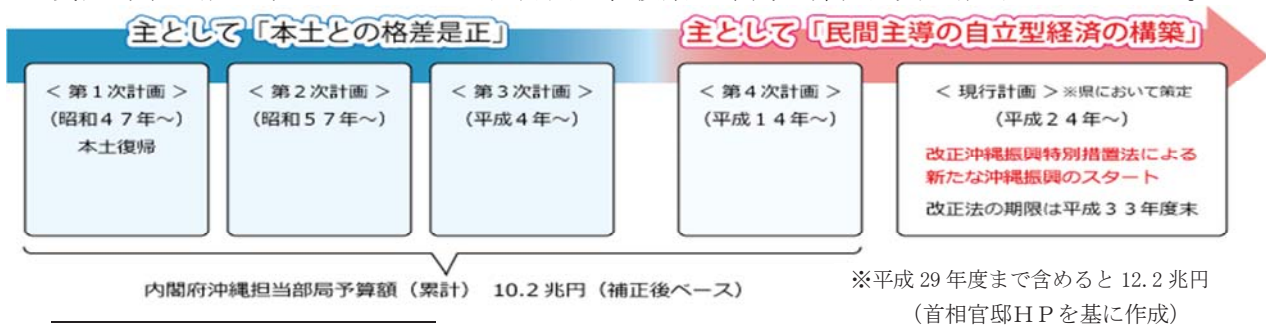 主として「本土との格差是正」
主として「民間主導の自立型経済の構築」
＜ 第１次計画 ＞
（昭和４７年～）
本土復帰
＜ 第２次計画 ＞
（昭和５７年～）
＜ 第３次計画 ＞
（平成４年～）
＜ 第４次計画 ＞
（平成１４年～）
＜ 現行計画 ＞※県において策定
（平成２４年～）
改正沖縄振興特別措置法による
新たな沖縄振興のスタート
改正法の期限は平成３３年度末
内閣府沖縄担当部局予算額（累計） 10.2 兆円（補正後ベース）
※平成 29 年度まで含めると 12.2 兆円
（首相官邸ＨＰを基に作成）